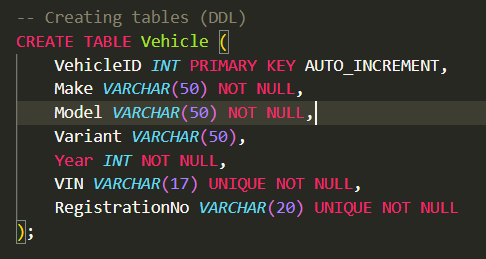 -- Creating tables (DDL)
CREATE TABLE Vehicle (
    VehicleID INT PRIMARY KEY AUTO_INCREMENT,
    Make VARCHAR(50) NOT NULL,
    Model VARCHAR(50) NOT NULL,
    Variant VARCHAR(50),
    Year INT NOT NULL,
    VIN VARCHAR(17) UNIQUE NOT NULL,
    RegistrationNo VARCHAR(20) UNIQUE NOT NULL
);